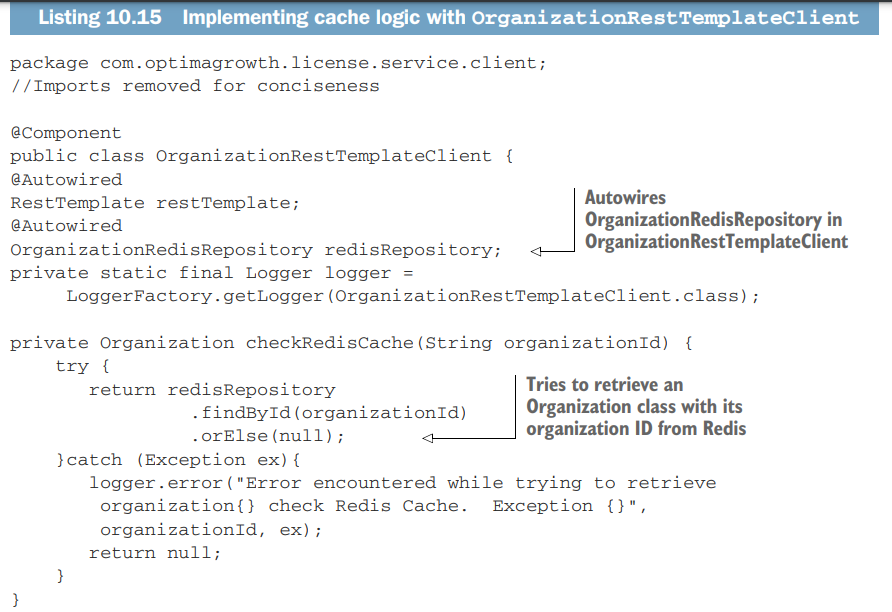 Listing 10.15 Implementing cache logic with OrganizationRestTemplateClient
package com.optimagrowth.license.service.client;
//Imports removed for conciseness
@Component
public class OrganizationRestTemplateClient {
@Autowired
RestTemplate restTemplate;
@Autowired
OrganizationRedisRepository redisRepository;
Autowires
OrganizationRedisRepository in
OrganizationRestTemplateClient
private static final Logger logger =
LoggerFactory.getLogger(OrganizationRestTemplateClient.class);
private Organization checkRedisCache(String organizationId) {
try {
return redisRepository
.findById(organizationId)
.orElse(null);
Tries to retrieve an
Organization class with its
organization ID from Redis
}catch (Exception ex){
logger.error("Error encountered while trying to retrieve
organization{} check Redis Cache.  Exception {}",
organizationId, ex);
return null;
}
}